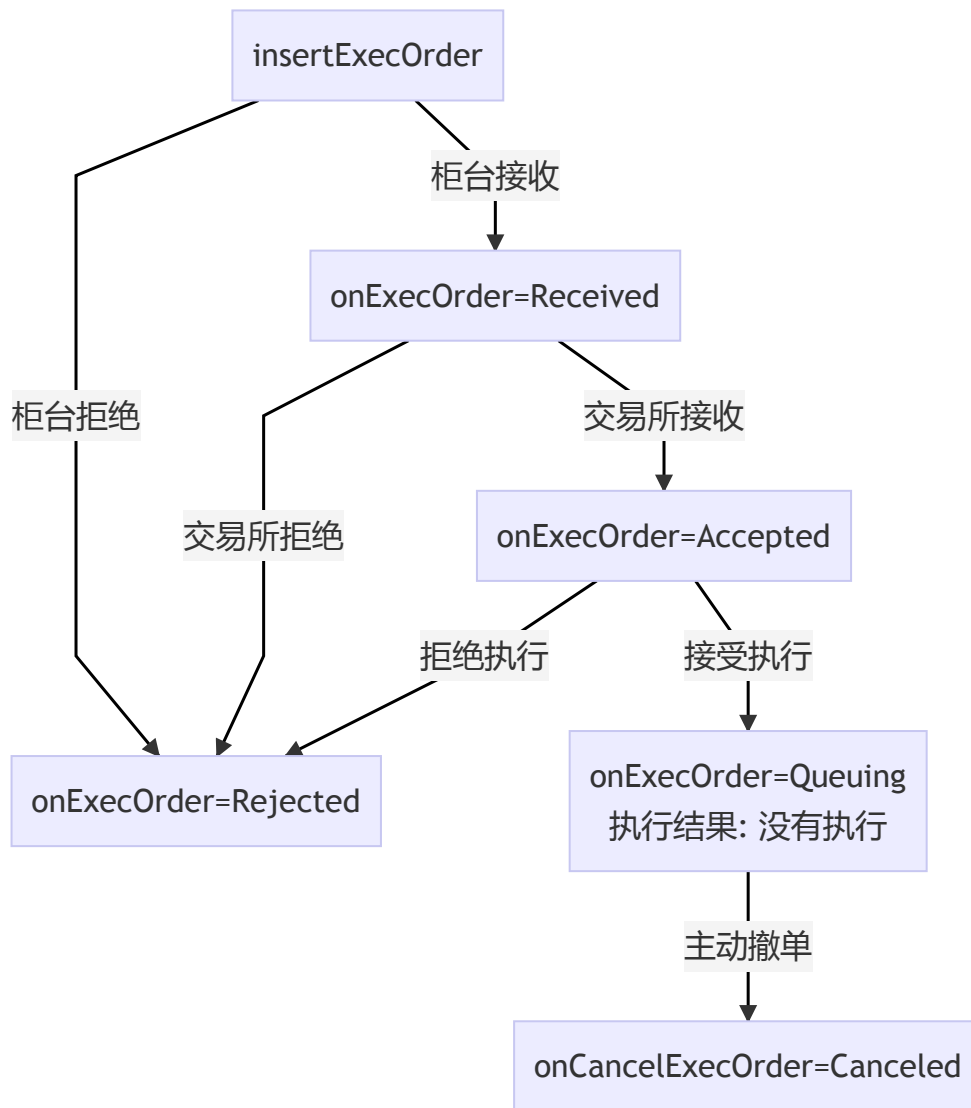 insertExecOrder
柜台接收
onExecOrder=Received
柜台拒绝
交易所接收
交易所拒绝
onExecOrder=Accepted
拒绝执行
接受执行
onExecOrder=Rejected
onExecOrder=Queuing
执行结果: 没有执行
主动撤单
onCancelExecOrder=Canceled